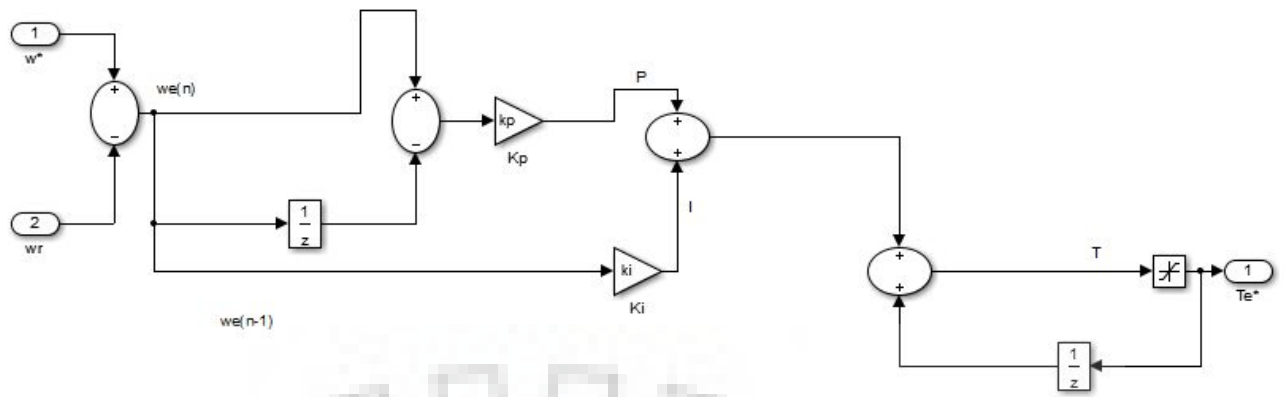 1
w*
+
−
we(n)
2
wr
1
z
+
−
kp
Kp
P
+
+
I
ki
Ki
we(n-1)
+
+
T
1
Te*
1
z